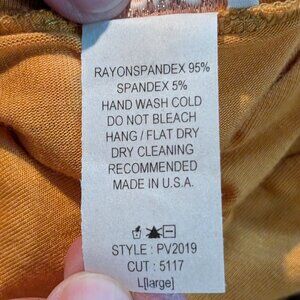 RAYONSPANDEX 95%
SPANDEX 5%
HAND WASH COLD
DO NOT BLEACH
HANG / FLAT DRY
DRY CLEANING
RECOMMENDED
MADE IN U.S.A.
STYLE : PV2019
CUT : 5117
L[large]